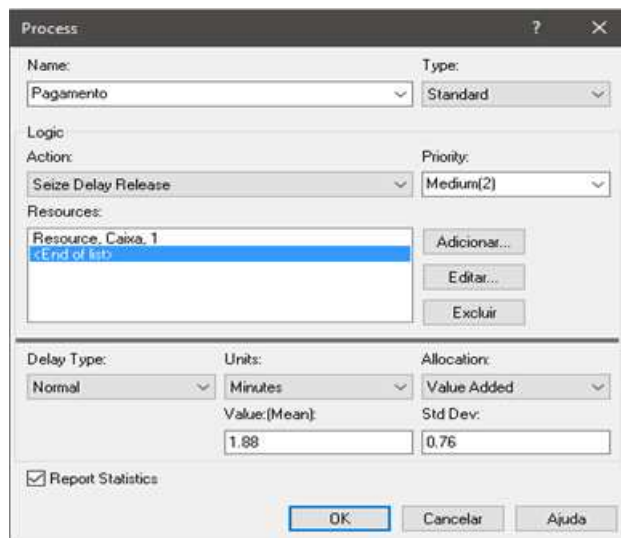 Process ? ×
Name: Type:
Pagamento Standard
Logic
Action: Priority:
Seize Delay Release Medium(2)
Resources:
Resource, Caixa, 1
<End of list>
Adicionar...
Editar...
Excluir
Delay Type: Units: Allocation:
Normal Minutes Value Added
Value:(Mean): Std Dev:
1.88 0.76
Report Statistics
OK Cancelar Ajuda